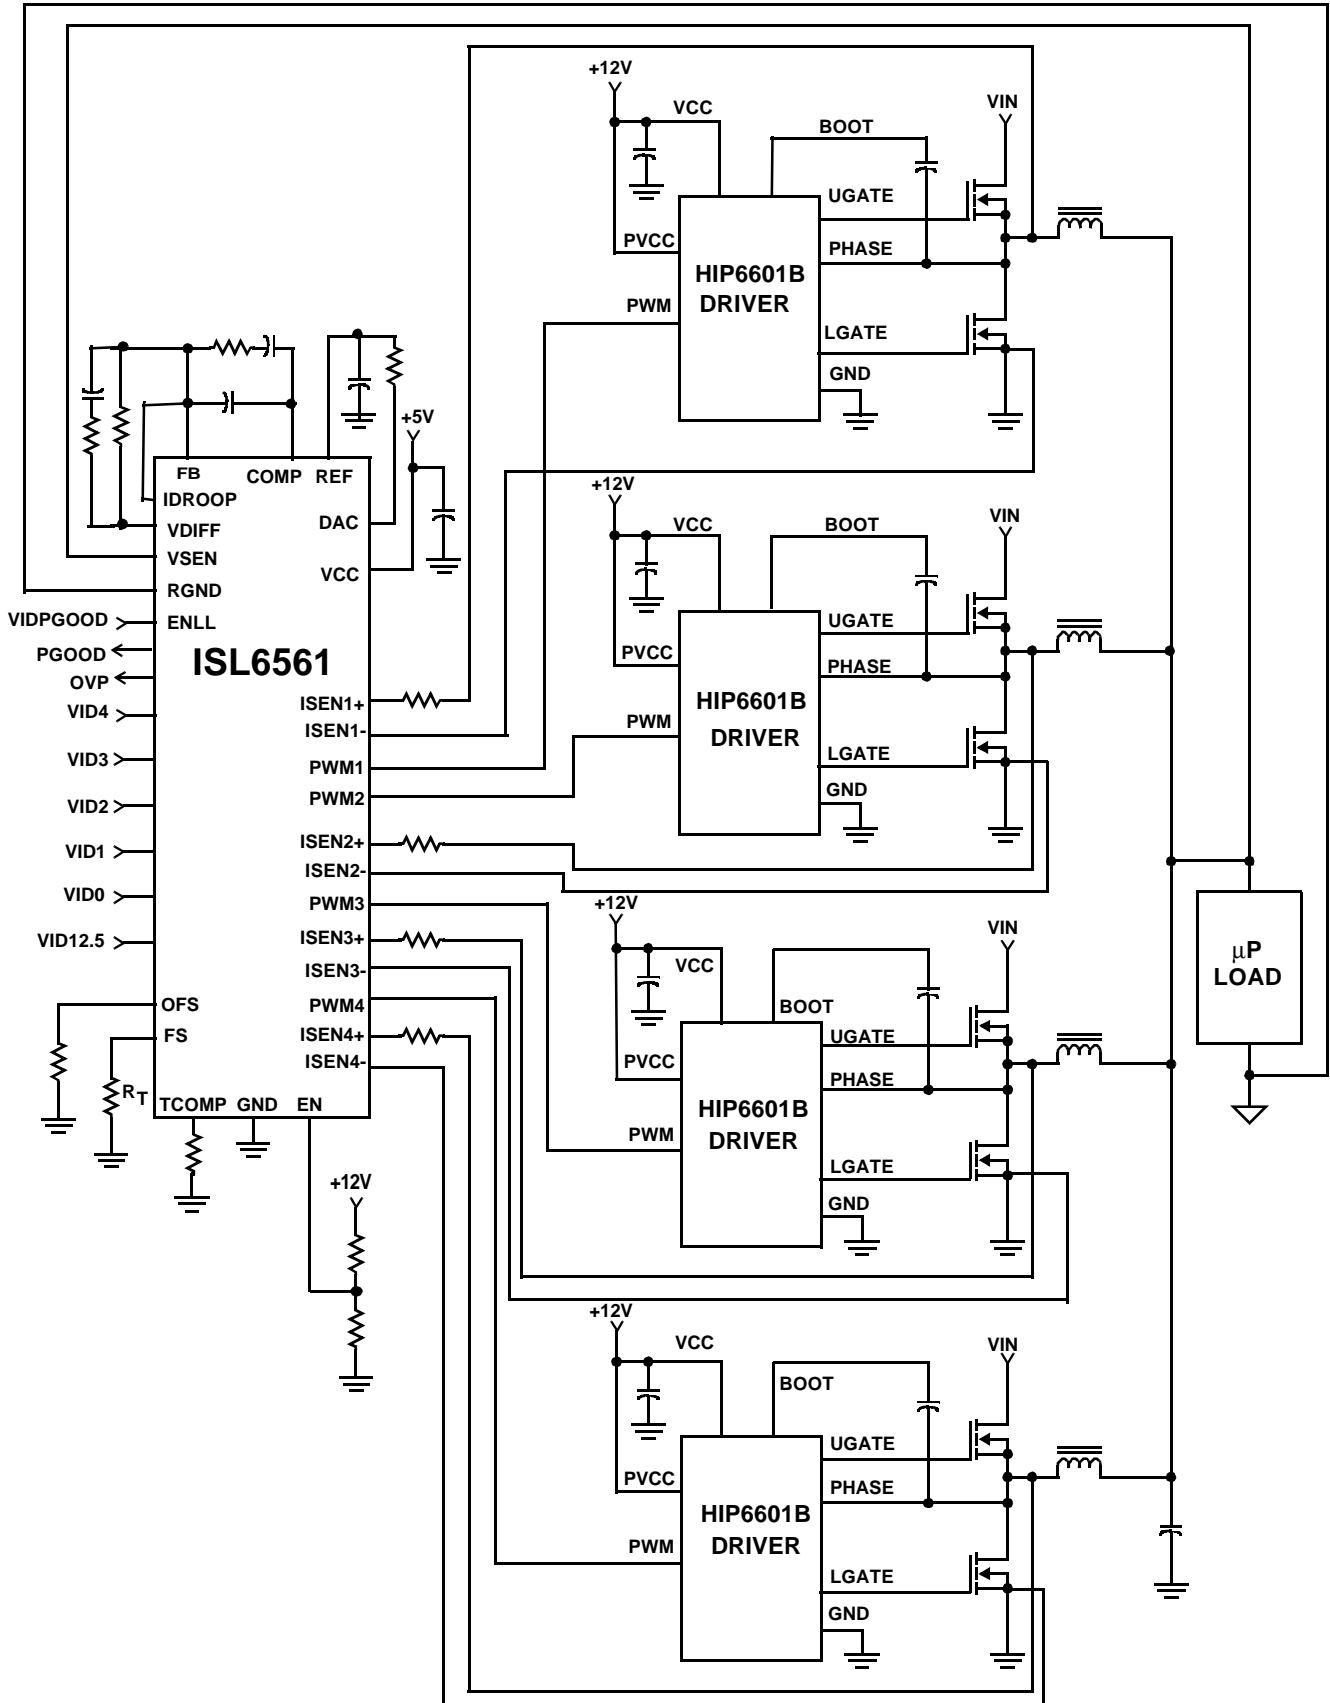 +12V
VCC
BOOT
VIN
UGATE
PVCC
PHASE
HIP6601B
DRIVER
PWM
LGATE
GND
+5V
FB
COMP
REF
IDROOP
VDIFF
DAC
VSEN
VCC
RGND
VIDPGOOD
ENLL
PGOOD
ISL6561
OVP
VID4
VID3
VID2
VID1
VID0
VID12.5
OFS
FS
RT
TCOMP
GND
EN
+12V
ISEN1+
ISEN1-
PWM1
PWM2
ISEN2+
ISEN2-
PWM3
ISEN3+
ISEN3-
PWM4
ISEN4+
ISEN4-
+12V
VCC
BOOT
VIN
UGATE
PVCC
PHASE
HIP6601B
DRIVER
PWM
LGATE
GND
+12V
VCC
BOOT
VIN
UGATE
PVCC
PHASE
HIP6601B
DRIVER
PWM
LGATE
GND
µP
LOAD
+12V
VCC
BOOT
VIN
UGATE
PVCC
PHASE
HIP6601B
DRIVER
PWM
LGATE
GND